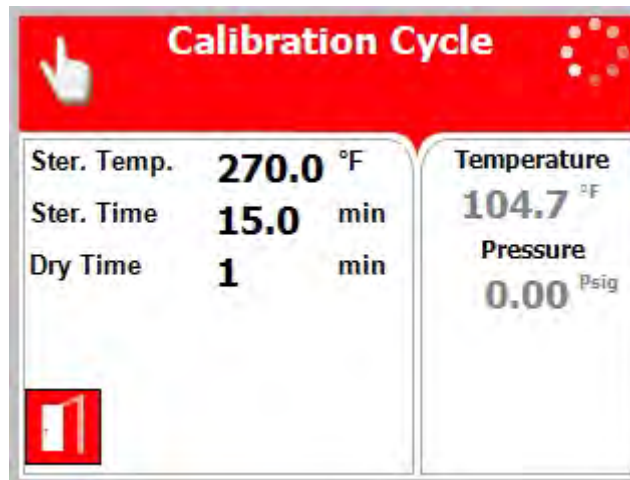 Calibration Cycle
Ster. Temp. 270.0 °F
Ster. Time 15.0 min
Dry Time 1 min
Temperature
104.7 °F
Pressure
0.00 Psig